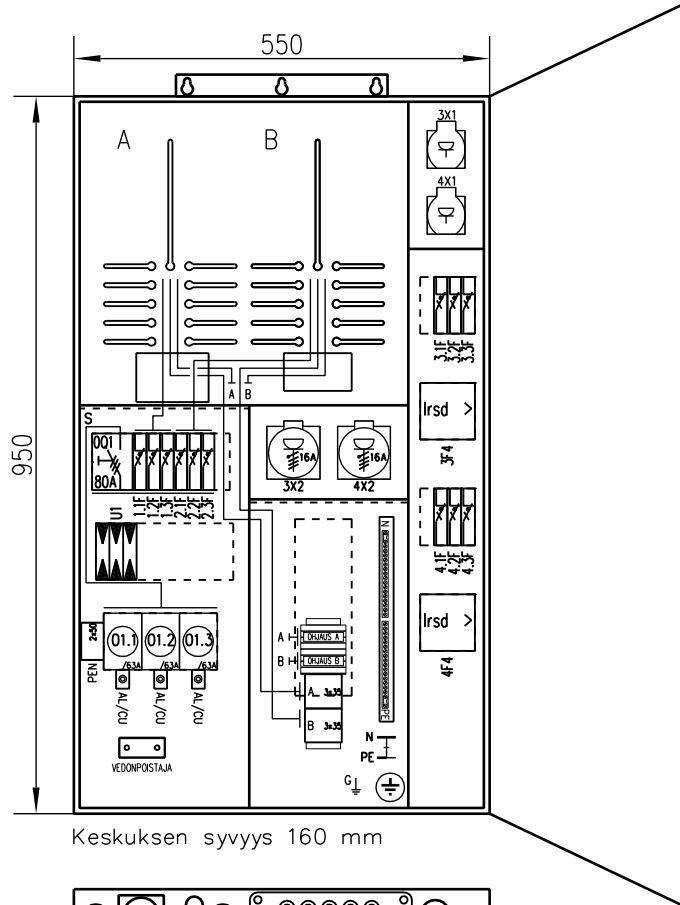 550
950
A
B
3X1
4X1
A
B
3.1F
3.2F
3.3F
Irsd >
3F4
S
0Q1
80A
1.1F
1.2F
1.3F
2.1F
2.2F
2.3F
16A
16A
3X2
4X2
U1
N
4.1F
4.2F
4.3F
Irsd >
4F4
PEN
2x50
01.1
01.2
01.3
/63A
/63A
/63A
AL/CU
AL/CU
AL/CU
A
OHJAUS A
B
OHJAUS B
A
3x35
B
3x35
PE
N
PE
G
VEDONPOISTAJA
Keskuksen syvyys 160 mm